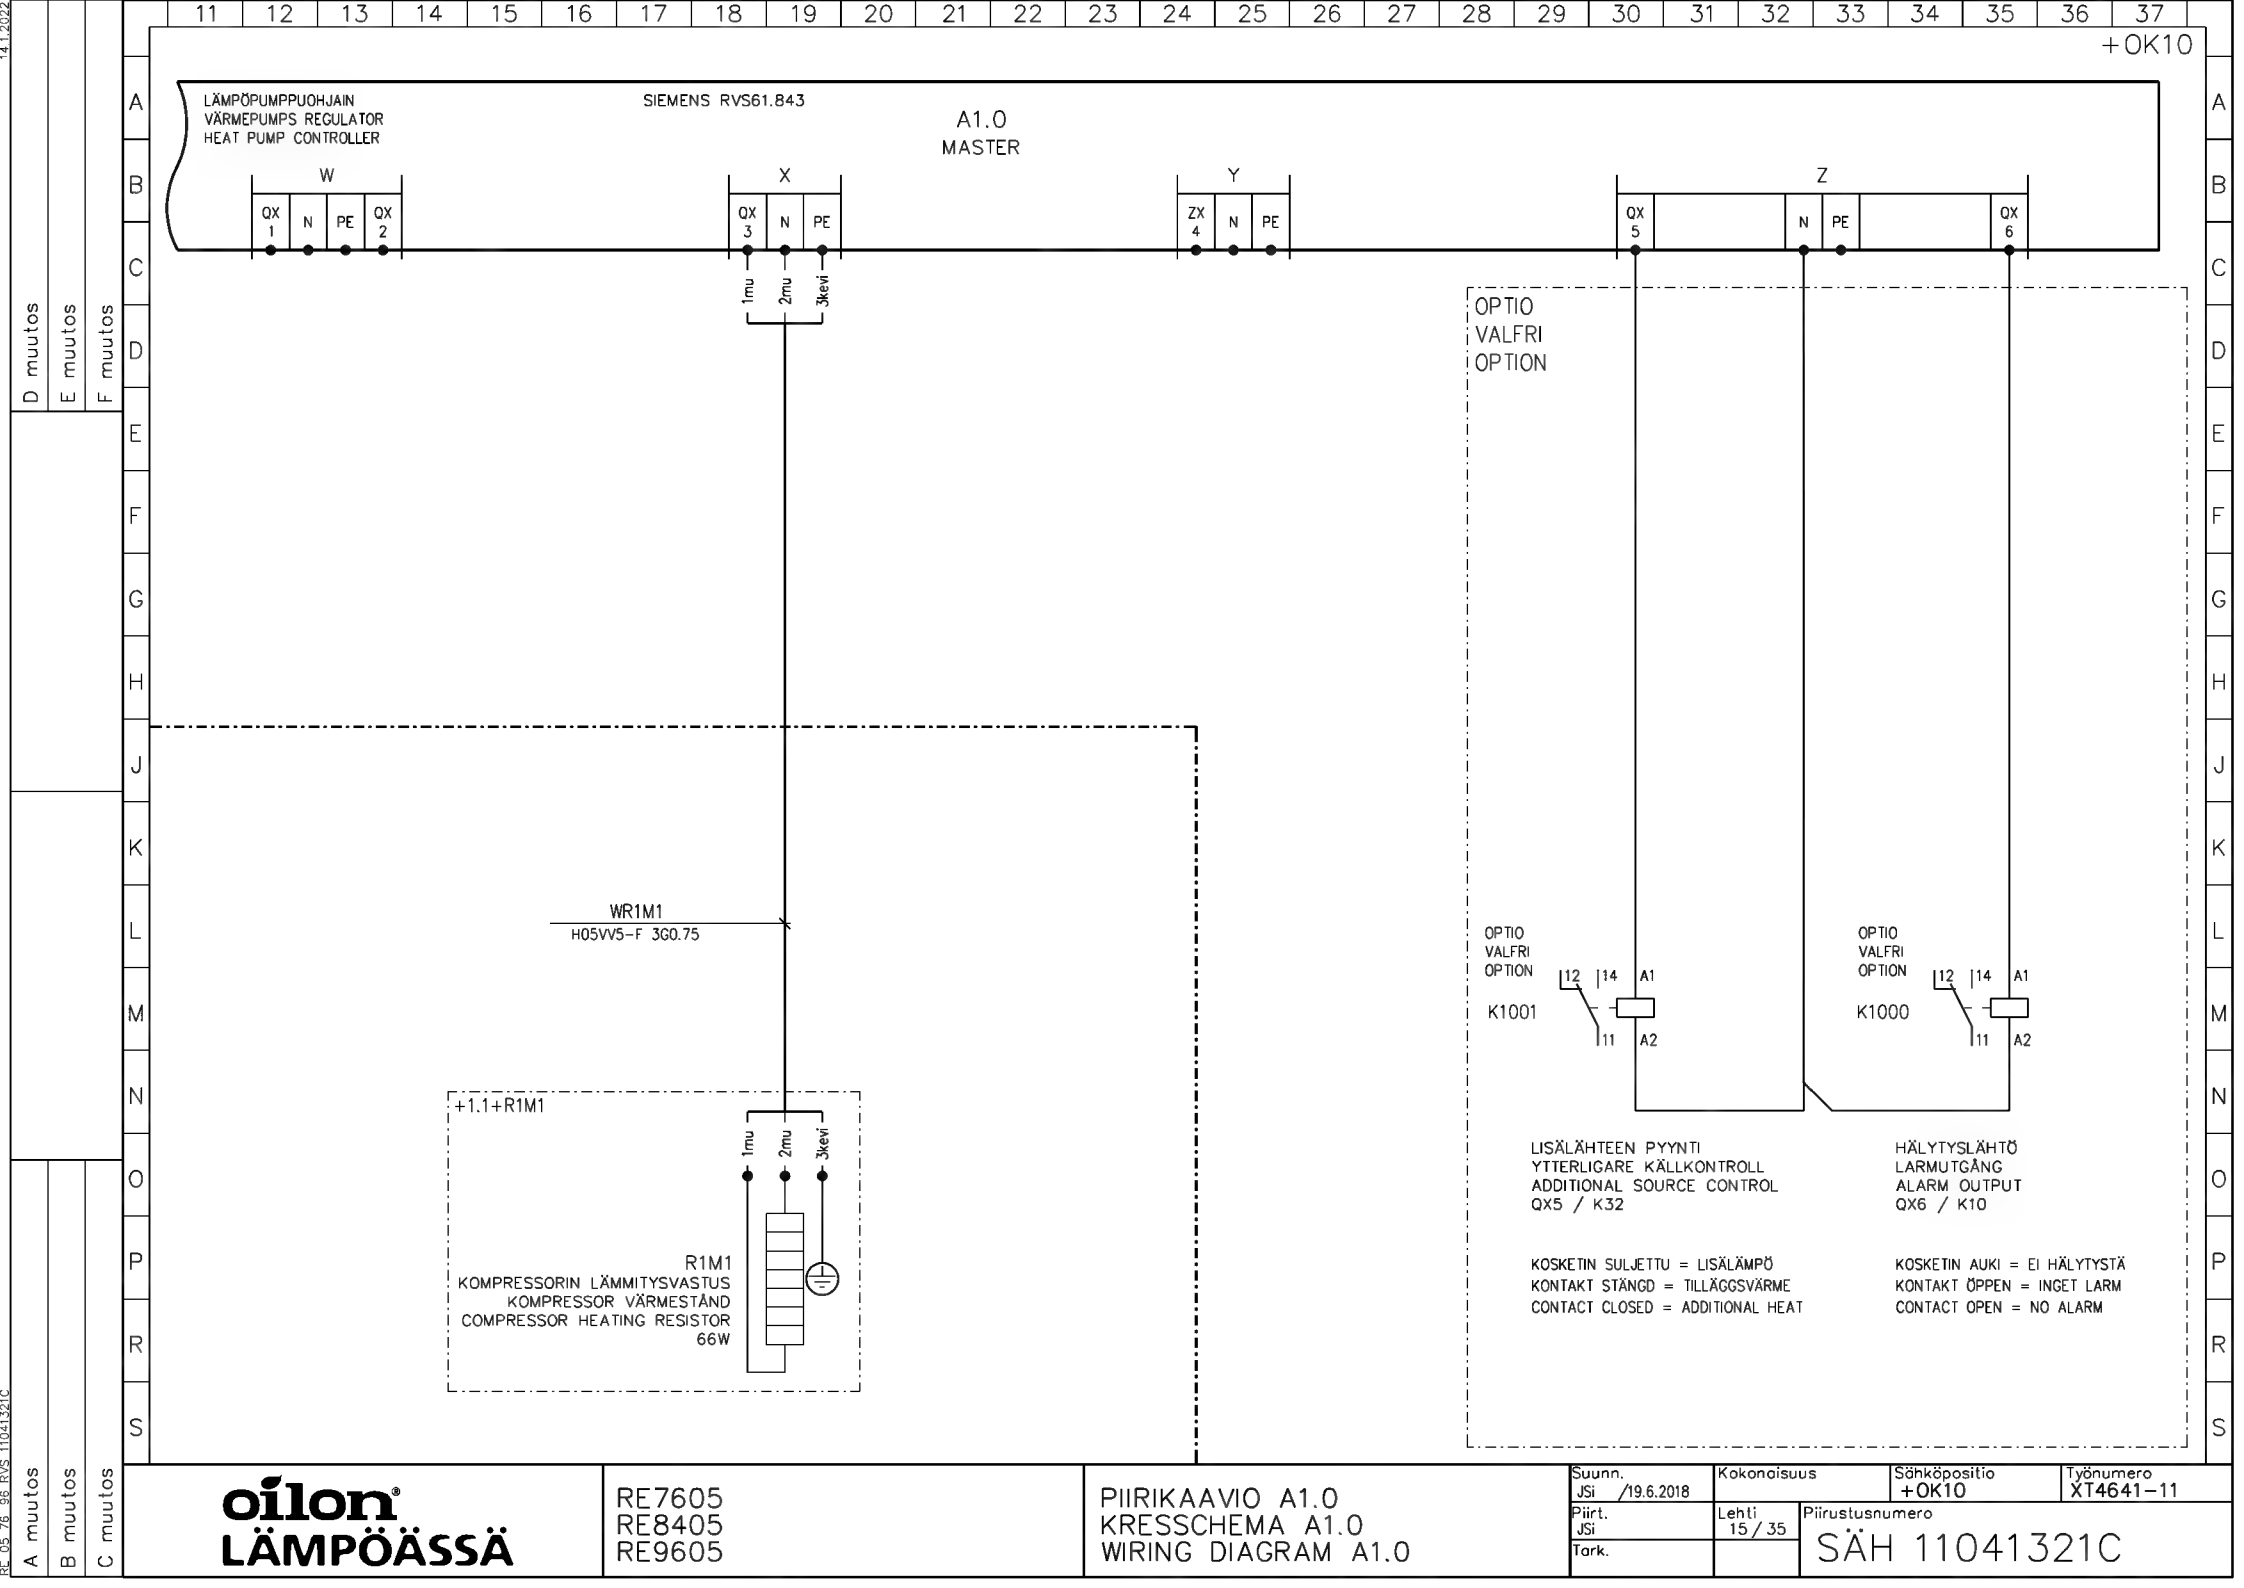 11 12 13 14 15 16 17 18 19 20 21 22 23 24 25 26 27 28 29 30 31 32 33 34 35 36 37
+OK10
14.1.2022
A A
B B
C C
D D
E E
F F
G G
H H
J J
K K
L L
M M
N N
O O
P P
R R
S S
LÄMPÖPUMPPUOHJAIN
VÄRMEPUMPS REGULATOR
HEAT PUMP CONTROLLER
SIEMENS RVS61.843
A1.0
MASTER
W
QX 1 N PE QX 2
X
QX 3 N PE
Y
ZX 4 N PE
Z
QX 5 N PE QX 6
1mu 2mu 3kevi
OPTIO
VALFRI
OPTION
D muutos
E muutos
F muutos
WR1M1
H05VV5-F 3G0.75
OPTIO
VALFRI
OPTION
K1001
12 14 A1
11 A2
OPTIO
VALFRI
OPTION
K1000
12 14 A1
11 A2
+1.1+R1M1
1mu 2mu 3kevi
R1M1
KOMPRESSORIN LÄMMITYSVASTUS
KOMPRESSOR VÄRMESTÅND
COMPRESSOR HEATING RESISTOR
66W
LISÄLÄHTEEN PYYNTI
YTTERLIGARE KÄLLKONTROLL
ADDITIONAL SOURCE CONTROL
QX5 / K32
KOSKETIN SULJETTU = LISÄLÄMPÖ
KONTAKT STÄNGD = TILLÄGGSVÄRME
CONTACT CLOSED = ADDITIONAL HEAT
HÄLYTYSLÄHTÖ
LARMUTGÅNG
ALARM OUTPUT
QX6 / K10
KOSKETIN AUKI = EI HÄLYTYSTÄ
KONTAKT ÖPPEN = INGET LARM
CONTACT OPEN = NO ALARM
RE 05 76 96 RVS 11041321C
A muutos
B muutos
C muutos
oilon®
LÄMPÖÄSSÄ
RE7605
RE8405
RE9605
PIIRIKAAVIO A1.0
KRESSCHEMA A1.0
WIRING DIAGRAM A1.0
Suunn.
JSi /19.6.2018
Piirt.
JSi
Tark.
Kokonaisuus
Lehti
15/35
Sähköpositio
+OK10
Työnumero
XT4641-11
Piirustusnumero
SÄH 11041321C